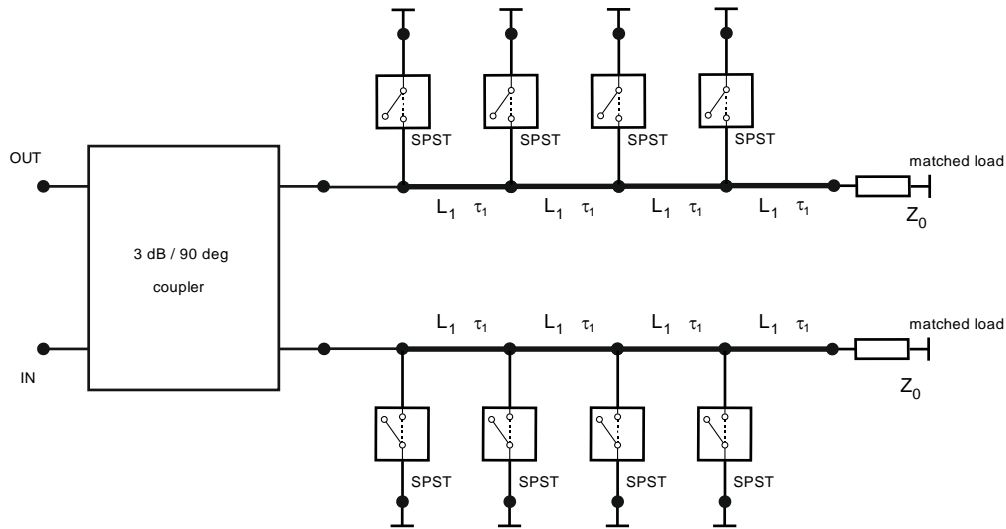 SPST SPST SPST SPST
OUT
matched load
L1 τ1 L1 τ1 L1 τ1 L1 τ1
Z0
3 dB / 90 deg
coupler
L1 τ1 L1 τ1 L1 τ1 L1 τ1
matched load
IN
Z0
SPST SPST SPST SPST